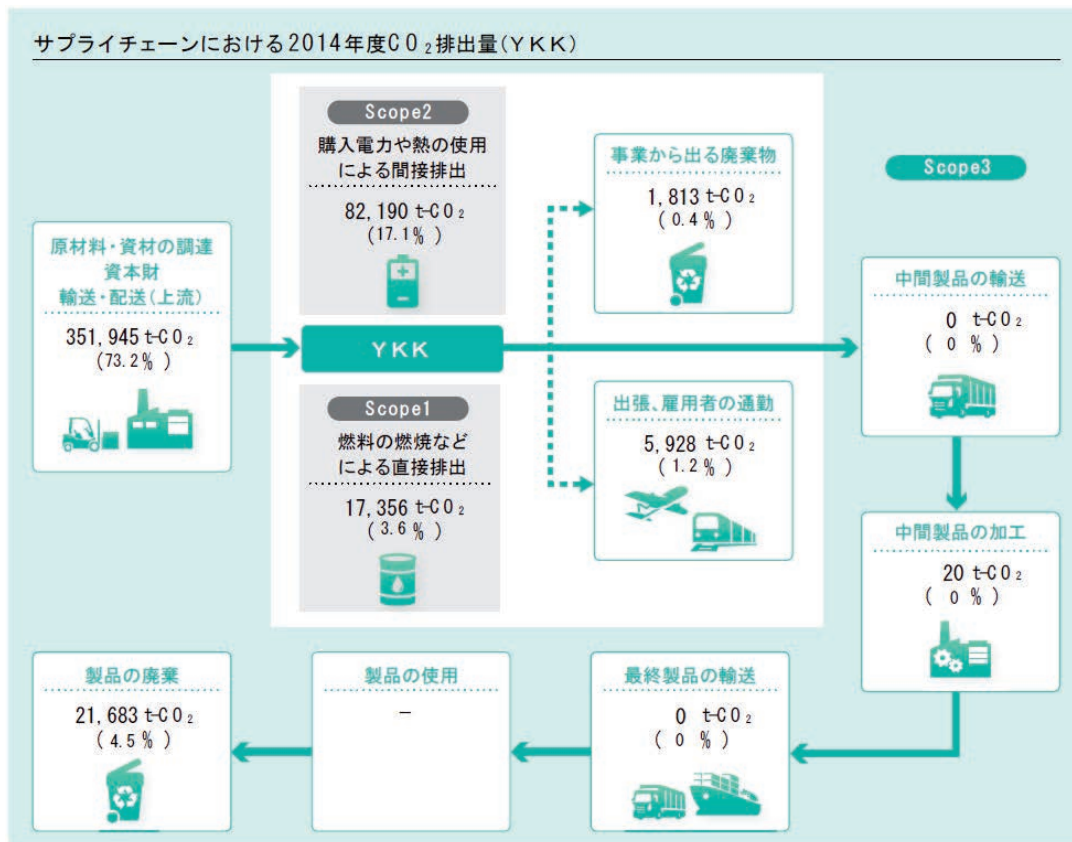 サプライチェーンにおける2014年度CO₂排出量(YKK)
Scope2
購入電力や熱の使用
による間接排出
82,190 t-CO₂
(17.1%)
事業から出る廃棄物
1,813 t-CO₂
(0.4%)
Scope3
原材料・資材の調達
資本財
輸送・配送(上流)
351,945 t-CO₂
(73.2%)
YKK
中間製品の輸送
0 t-CO₂
( 0 %)
Scope1
燃料の燃焼など
による直接排出
17,356 t-CO₂
(3.6%)
出張、雇用者の通勤
5,928 t-CO₂
(1.2%)
中間製品の加工
20 t-CO₂
( 0 %)
製品の廃棄
21,683 t-CO₂
(4.5%)
製品の使用
−
最終製品の輸送
0 t-CO₂
( 0 %)